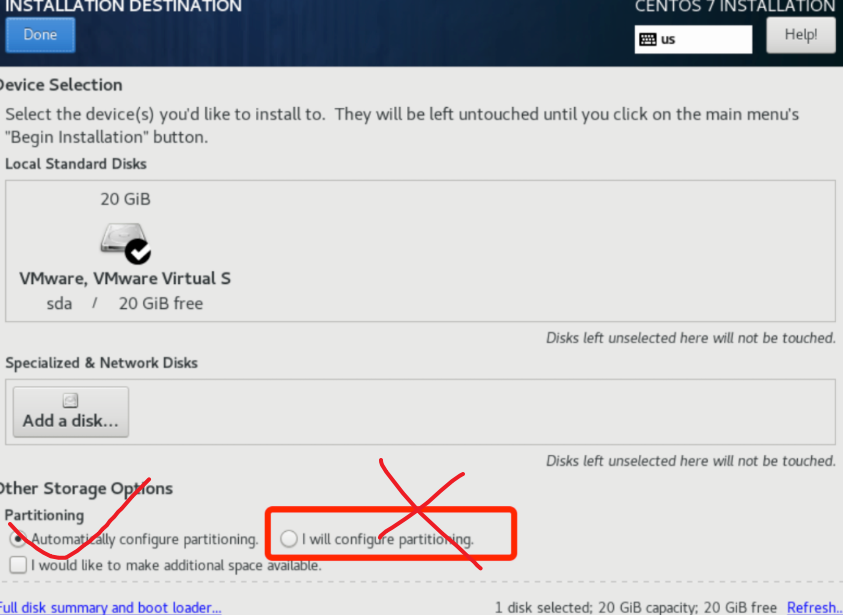 INSTALLATION DESTINATION
CENTOS 7 INSTALLATION
Done
us
Help!
Device Selection
Select the device(s) you'd like to install to. They will be left untouched until you click on the main menu's
"Begin Installation" button.
Local Standard Disks
20 GiB
VMware, VMware Virtual S
sda / 20 GiB free
Disks left unselected here will not be touched.
Specialized & Network Disks
Add a disk...
Disks left unselected here will not be touched.
Other Storage Options
Partitioning
Automatically configure partitioning.
I will configure partitioning.
I would like to make additional space available.
Full disk summary and boot loader...
1 disk selected; 20 GiB capacity; 20 GiB free
Refresh...